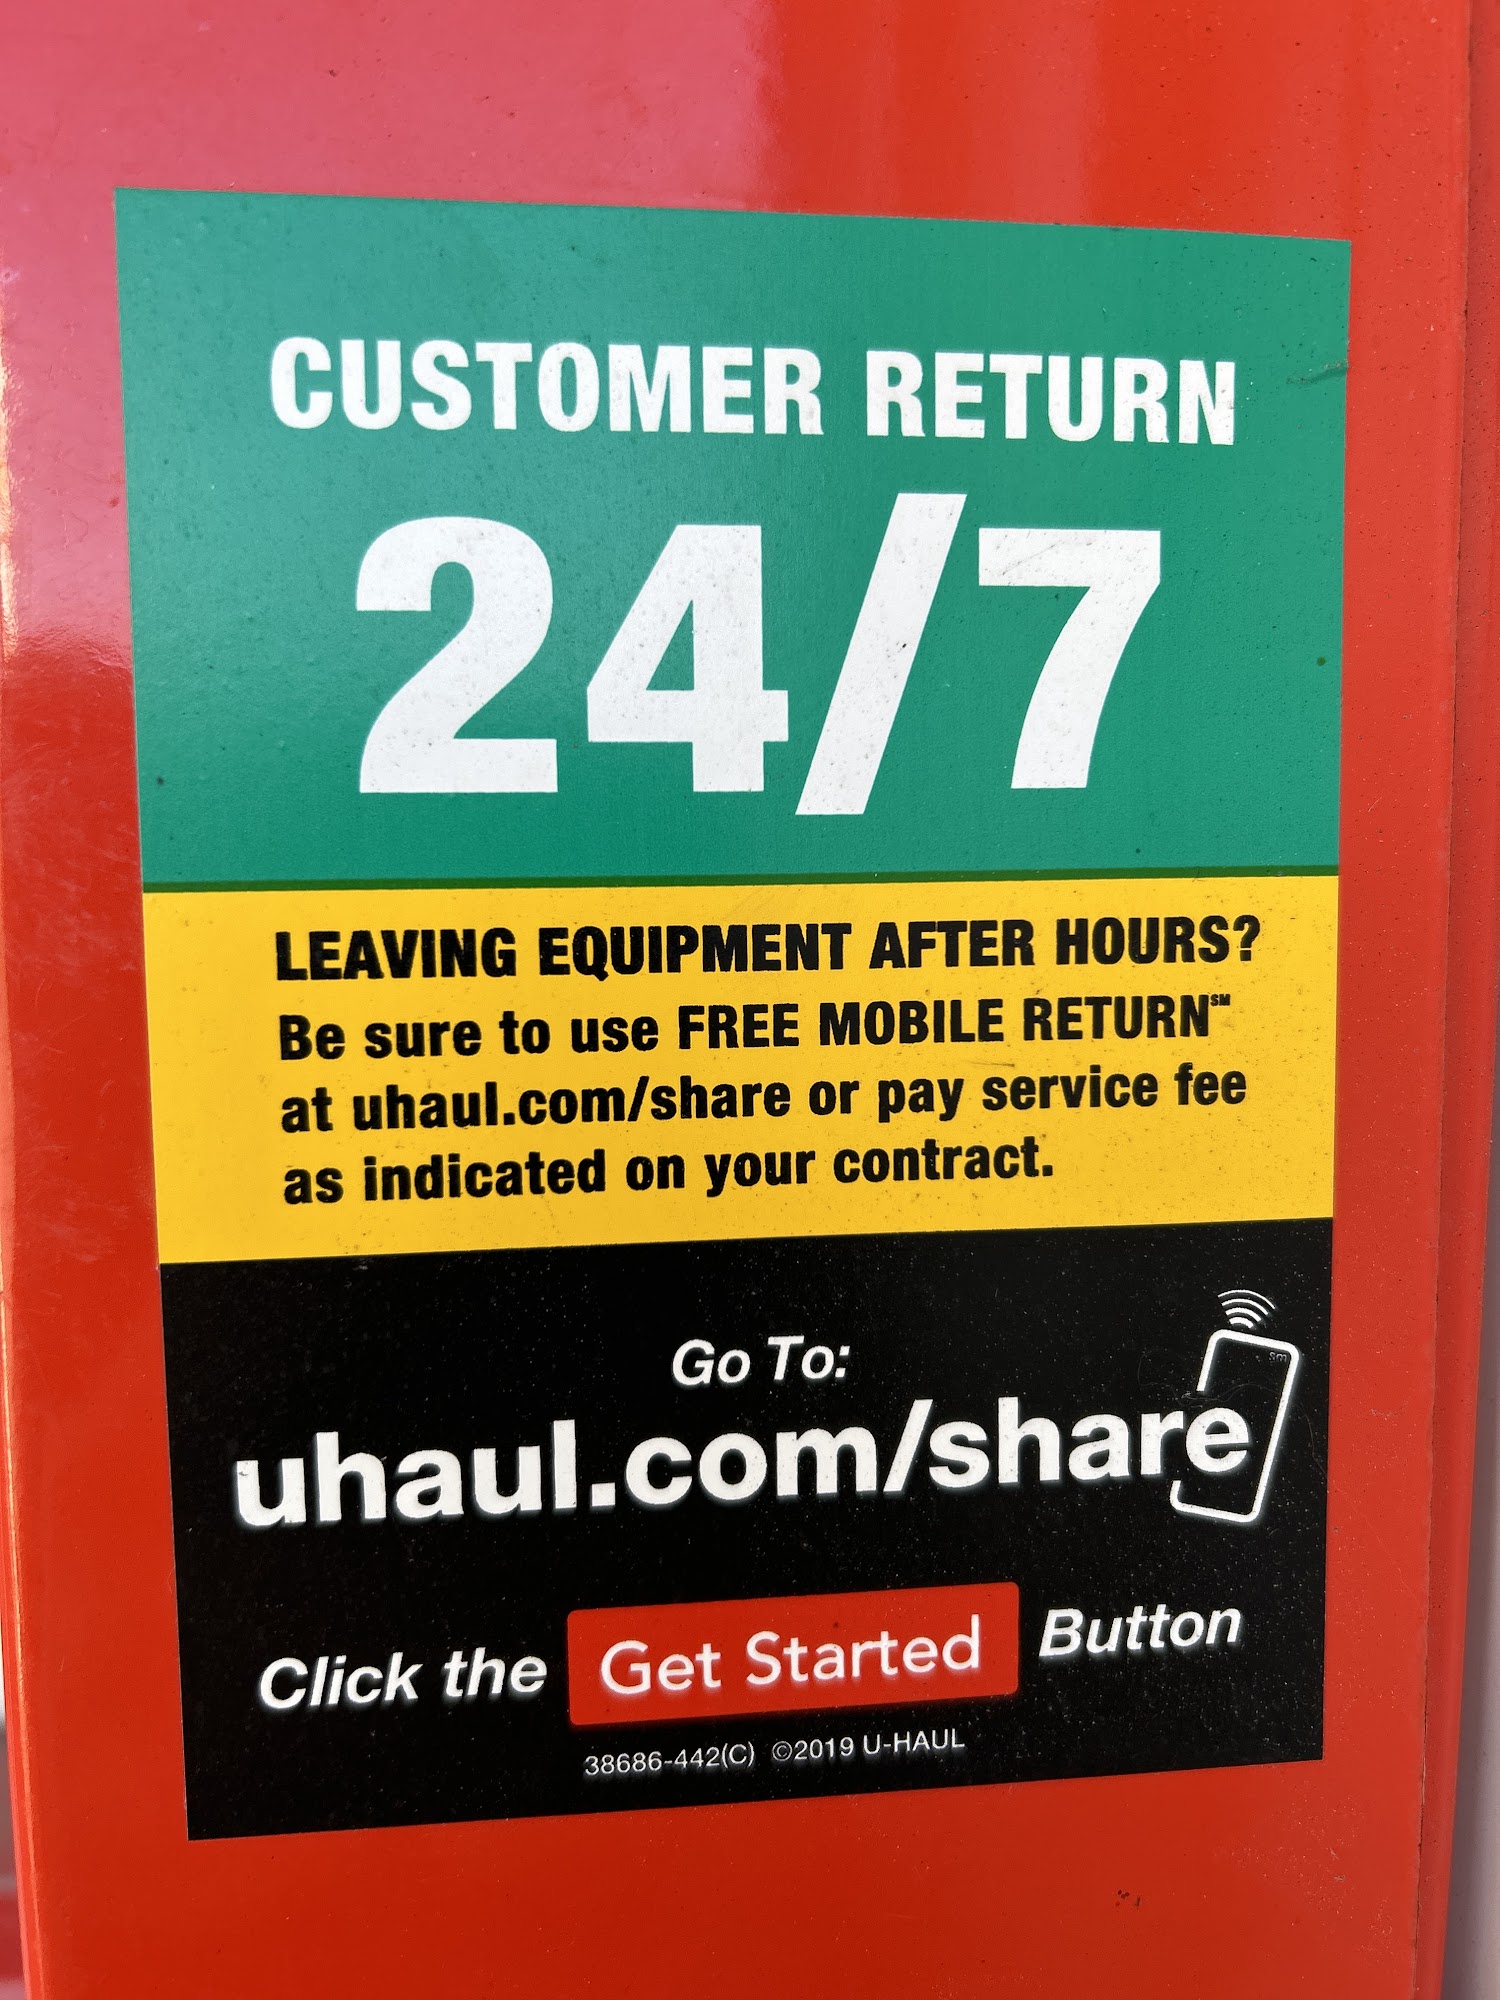 CUSTOMER RETURN
24/7
LEAVING EQUIPMENT AFTER HOURS?
Be sure to use FREE MOBILE RETURN℠
at uhaul.com/share or pay service fee
as indicated on your contract.
Go To:
SM
uhaul.com/share
Click the Get Started Button
38686-442(C) ©2019 U-HAUL